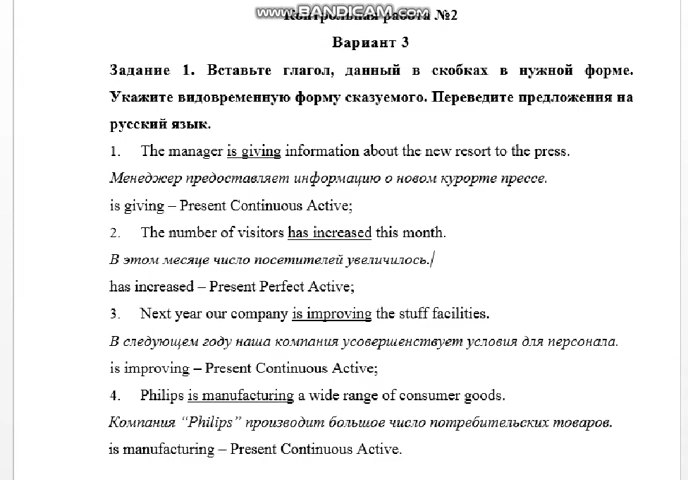 www.BANDICAM.com
Контрольная работа №2
Вариант 3
Задание 1. Вставьте глагол, данный в скобках в нужной форме.
Укажите видовременную форму сказуемого. Переведите предложения на
русский язык.
1. The manager is giving information about the new resort to the press.
Менеджер предоставляет информацию о новом курорте прессе.
is giving – Present Continuous Active;
2. The number of visitors has increased this month.
В этом месяце число посетителей увеличилось.
has increased – Present Perfect Active;
3. Next year our company is improving the stuff facilities.
В следующем году наша компания усовершенствует условия для персонала.
is improving – Present Continuous Active;
4. Philips is manufacturing a wide range of consumer goods.
Компания “Philips” производит большое число потребительских товаров.
is manufacturing – Present Continuous Active.